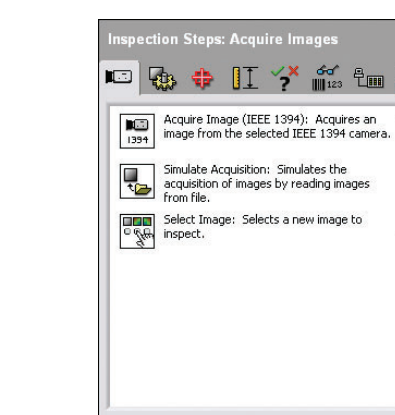 Inspection Steps: Acquire Images
123
Acquire Image (IEEE 1394): Acquires an
image from the selected IEEE 1394 camera.
1394
Simulate Acquisition: Simulates the
acquisition of images by reading images
from file.
Select Image: Selects a new image to
inspect.